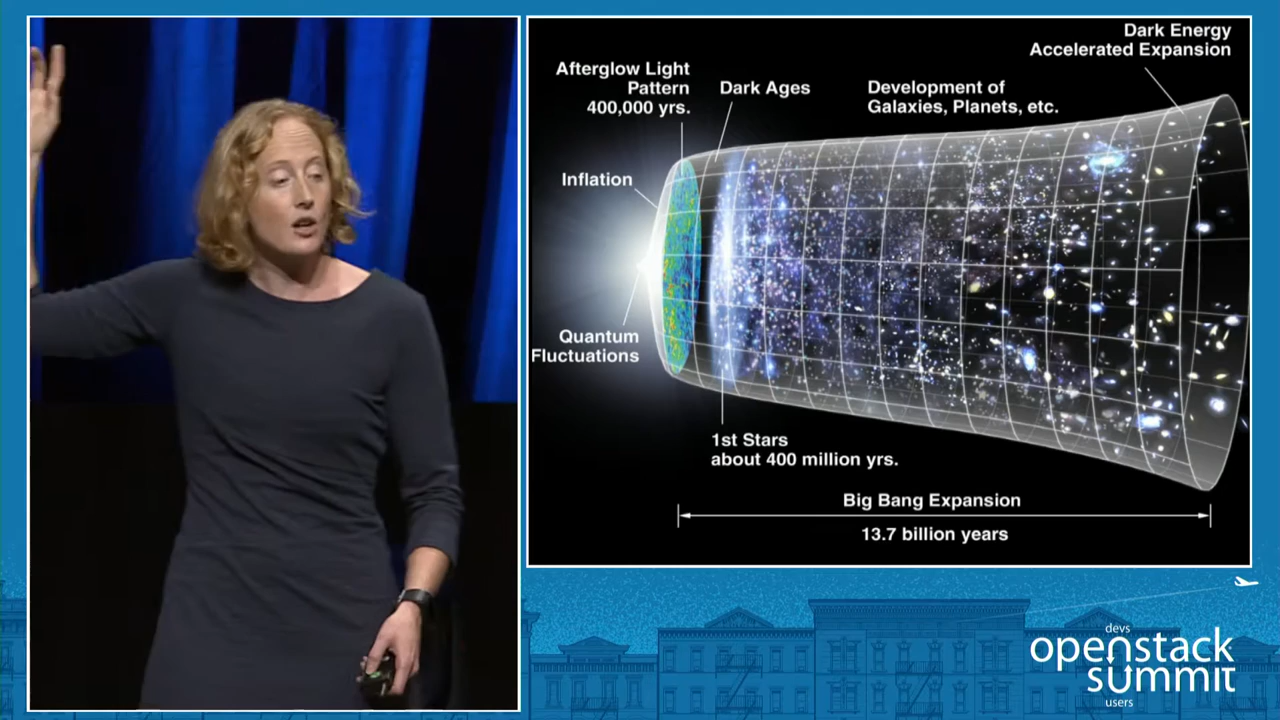 Dark Energy
Accelerated Expansion
Afterglow Light
Pattern
400,000 yrs.
Dark Ages
Development of
Galaxies, Planets, etc.
Inflation
Quantum
Fluctuations
1st Stars
about 400 million yrs.
Big Bang Expansion
13.7 billion years
devs
openstack
summit
users